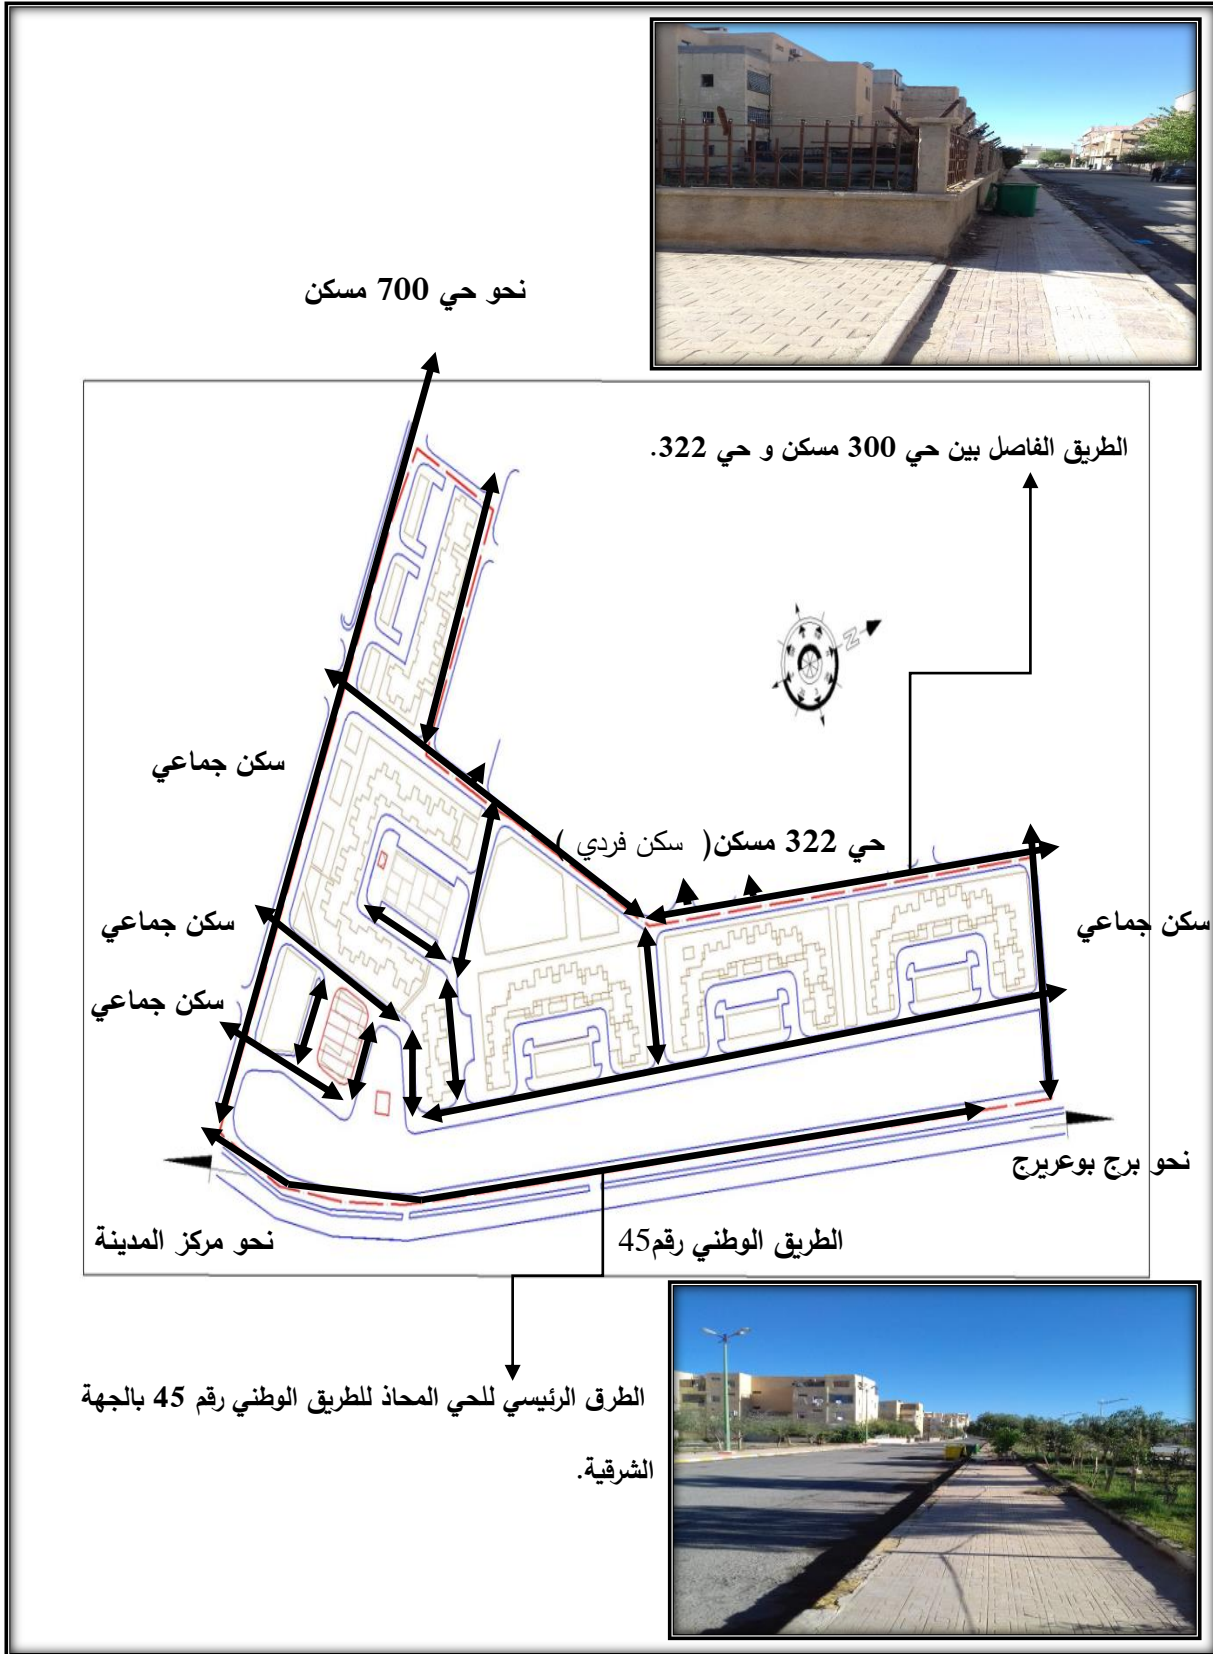 نحو حي 700 مسكن
الطريق الفاصل بين حي 300 مسكن و حي 322.
N
سكن جماعي
حي 322 مسكن( سكن فردي )
سكن جماعي
سكن جماعي
سكن جماعي
نحو برج بوعريريج
الطريق الوطني رقم45
نحو مركز المدينة
الطرق الرئيسي للحي المحاذ للطريق الوطني رقم 45 بالجهة
الشرقية.